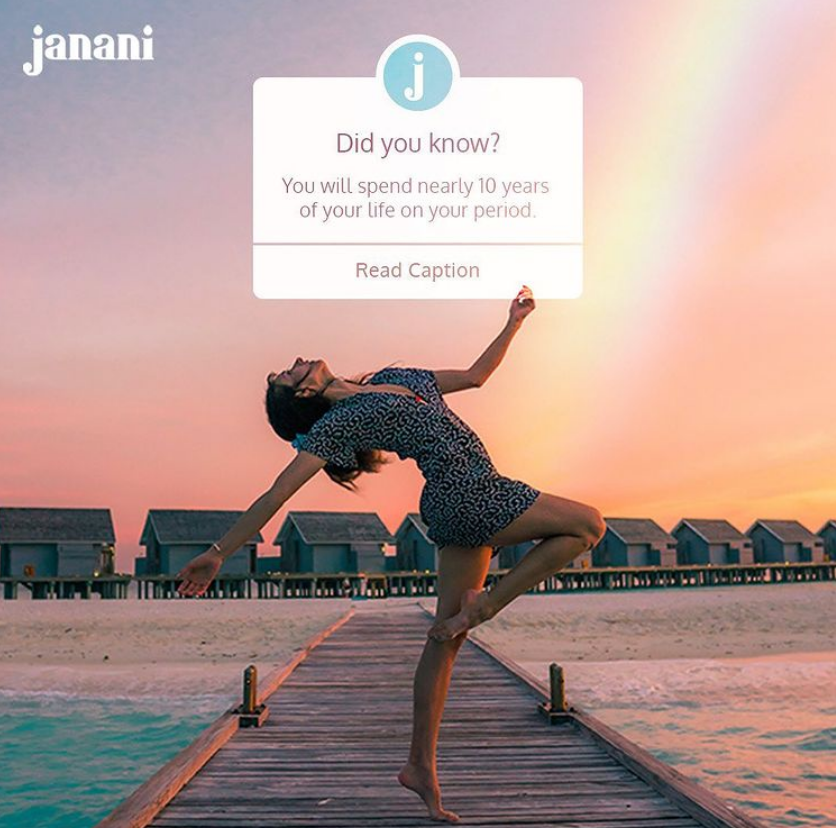 janani
j
Did you know?
You will spend nearly 10 years
of your life on your period.
Read Caption